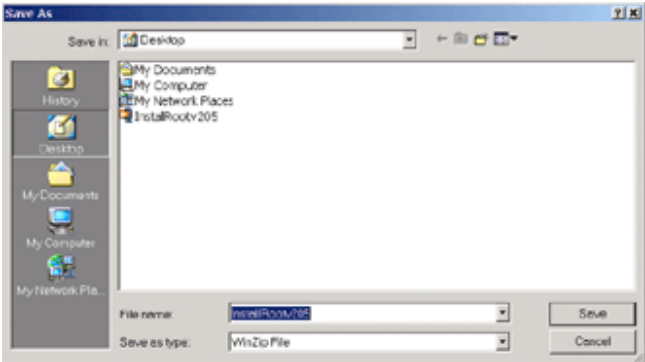 Save As
Save in:
Desktop
History
Desktop
My Documents
My Computer
My Network Pla...
My Documents
My Computer
My Network Places
InstallRootv205
File name:
InstallRootv205
Save
Save as type:
WinZip File
Cancel